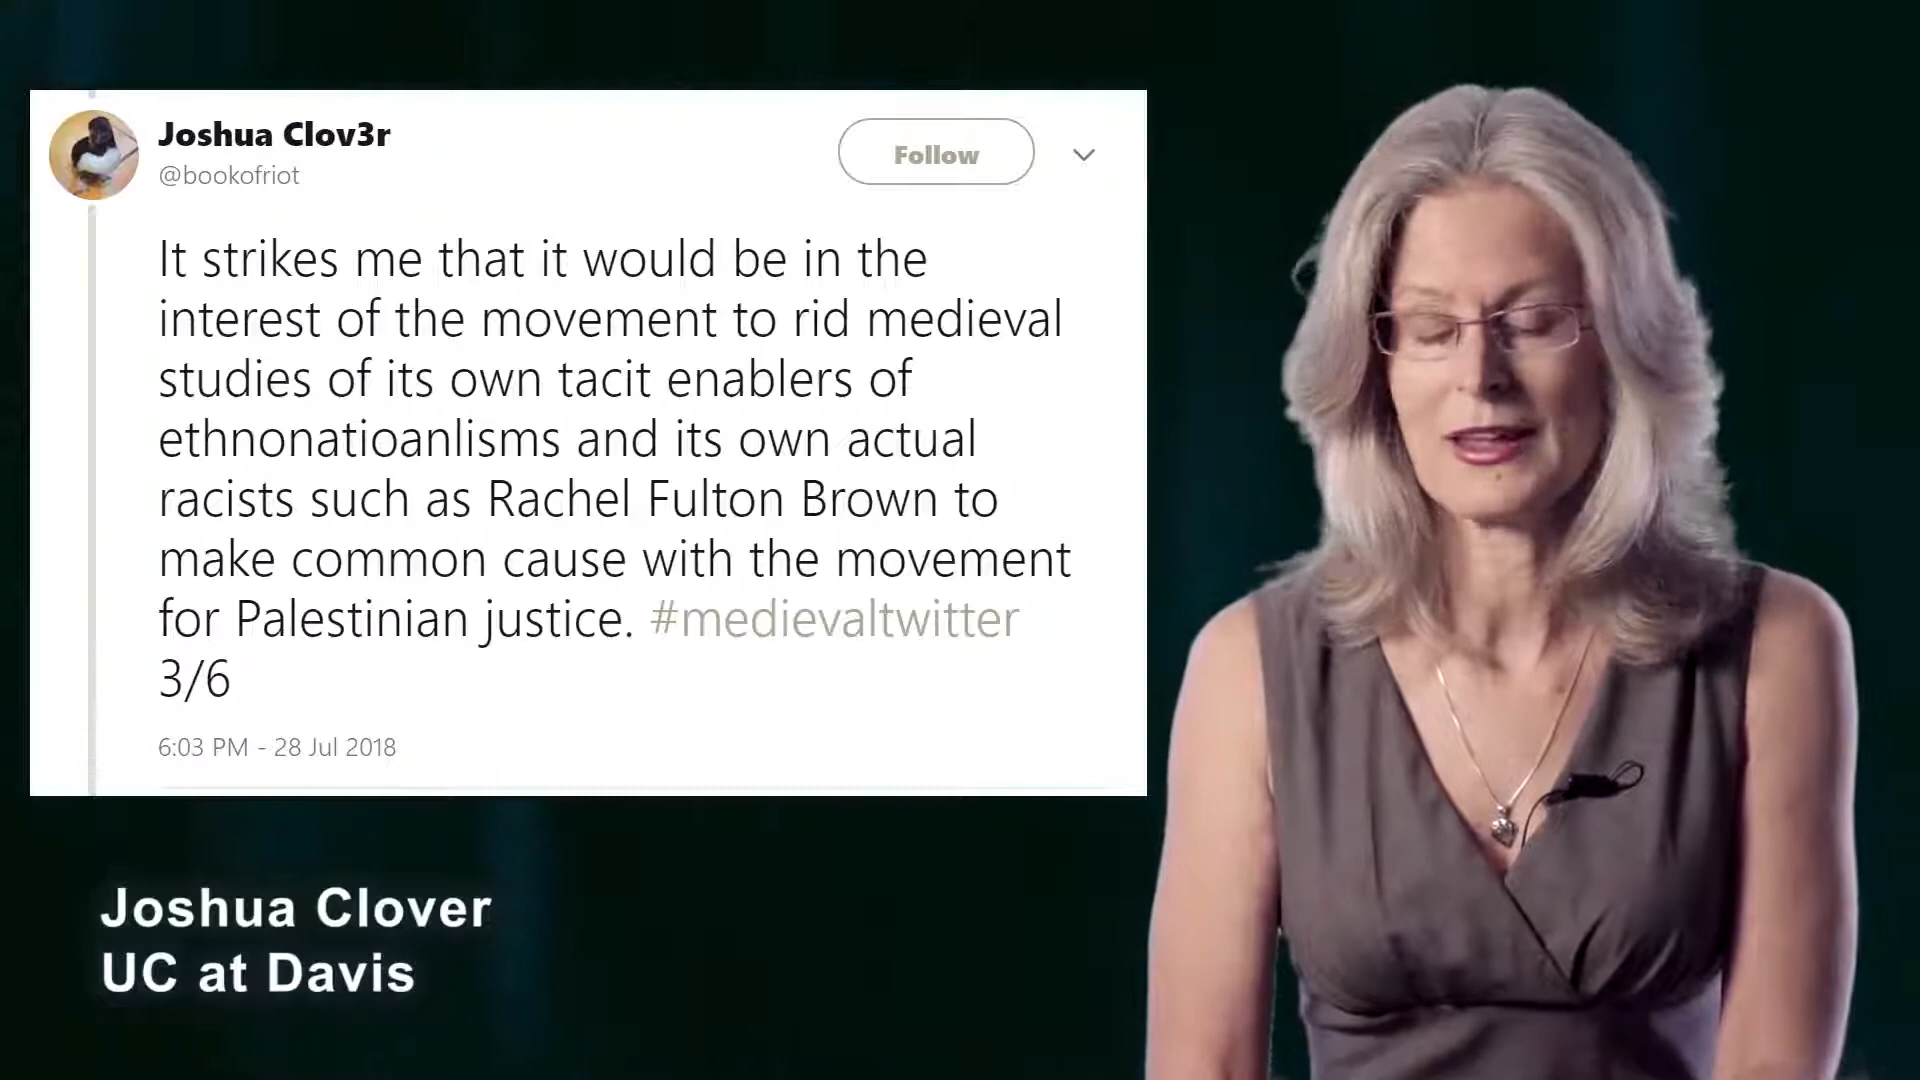 Joshua Clov3r
@bookofriot
Follow
It strikes me that it would be in the
interest of the movement to rid medieval
studies of its own tacit enablers of
ethnonatioanlisms and its own actual
racists such as Rachel Fulton Brown to
make common cause with the movement
for Palestinian justice. #medievaltwitter
3/6
6:03 PM - 28 Jul 2018
Joshua Clover
UC at Davis